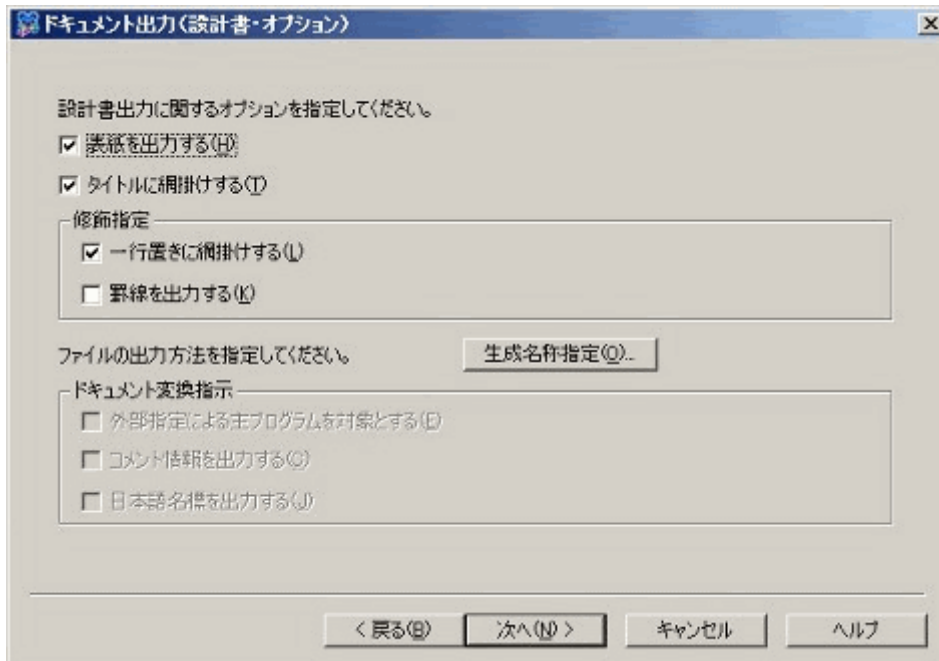 ドキュメント出力(設計書・オプション)
設計書出力に関するオプションを指定してください。
表紙を出力する(H)
タイトルに網掛けする(T)
修飾指定
一行置きに網掛けする(L)
罫線を出力する(K)
ファイルの出力方法を指定してください。 生成名称指定(O)...
ドキュメント変換指示
外部指定による主プログラムを対象とする(E)
コメント情報を出力する(C)
日本語名標を出力する(J)
< 戻る(B) 次へ(N) > キャンセル ヘルプ